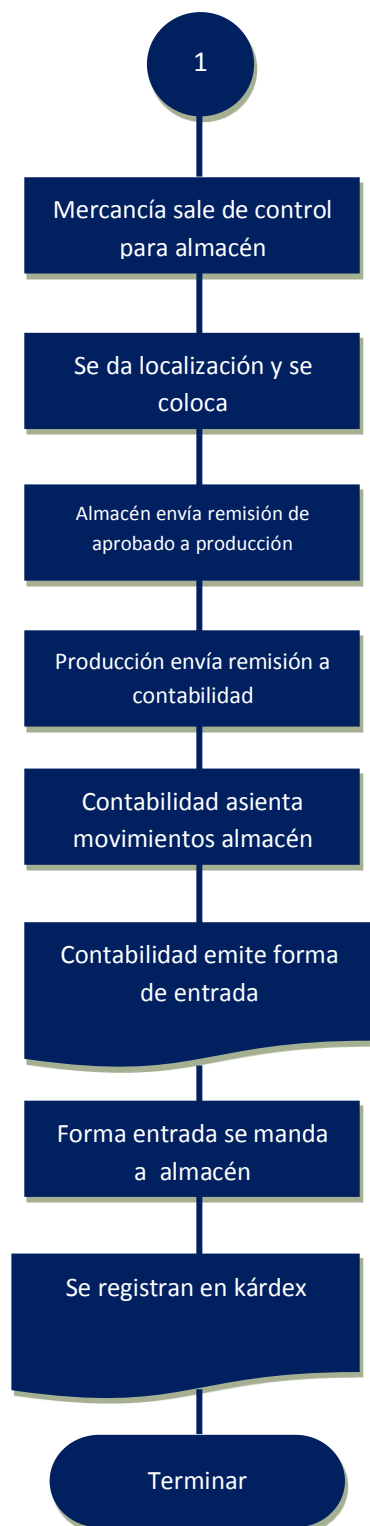 1
Mercancía sale de control
para almacén
Se da localización y se
coloca
Almacén envía remisión de
aprobado a producción
Producción envía remisión a
contabilidad
Contabilidad asienta
movimientos almacén
Contabilidad emite forma
de entrada
Forma entrada se manda
a almacén
Se registran en kárdex
Terminar